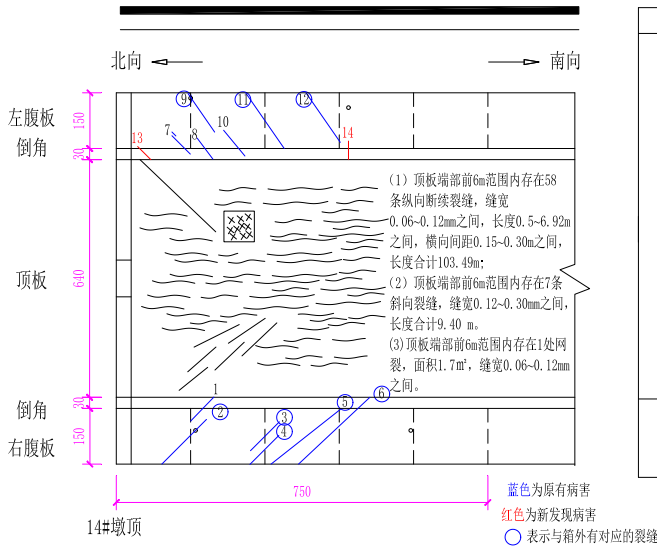 北向
南向
左腹板
倒角
顶板
倒角
右腹板
150
30
640
30
150
9
11
12
7
8
10
13
14
(1) 顶板端部前6m范围内存在58
条纵向断续裂缝，缝宽
0.06~0.12mm之间，长度0.5~6.92m
之间，横向间距0.15~0.30m之间，
长度合计103.49m;
(2) 顶板端部前6m范围内存在7条
斜向裂缝，缝宽0.12~0.30mm之间，
长度合计9.40 m。
(3)顶板端部前6m范围内存在1处网
裂，面积1.7㎡，缝宽0.06~0.12mm
之间。
1
2
3
4
5
6
750
14#墩顶
蓝色为原有病害
红色为新发现病害
表示与箱外有对应的裂缝